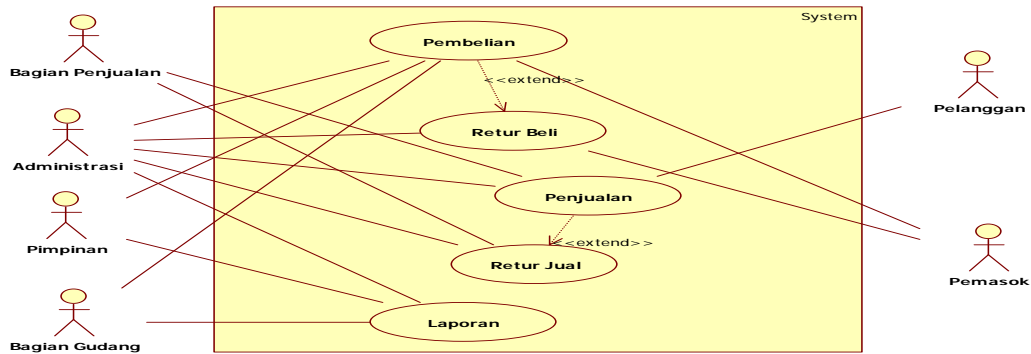 System
Pembelian
Bagian Penjualan
<<extend>>
Pelanggan
Retur Beli
Administrasi
Penjualan
Pimpinan
<<extend>>
Retur Jual
Pemasok
Laporan
Bagian Gudang